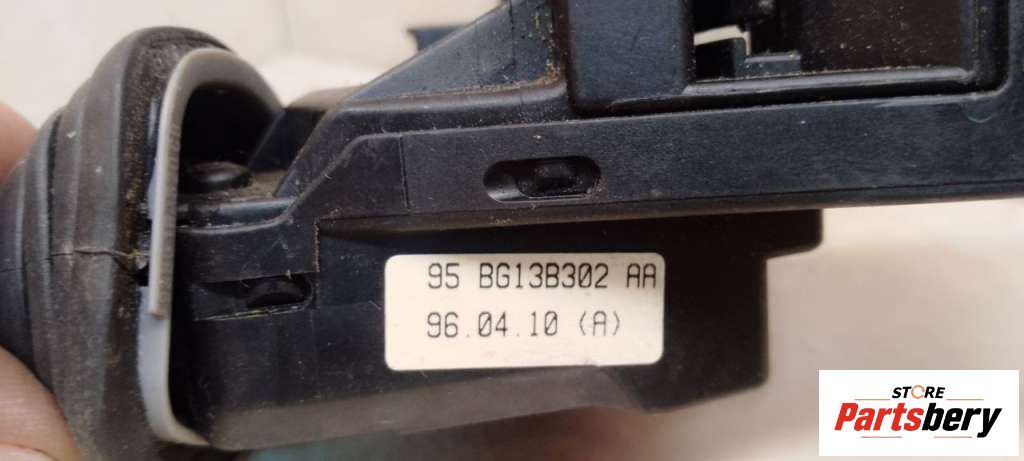 95 BG13B302 AA
96.04.10 (A)
STORE
Partsbery